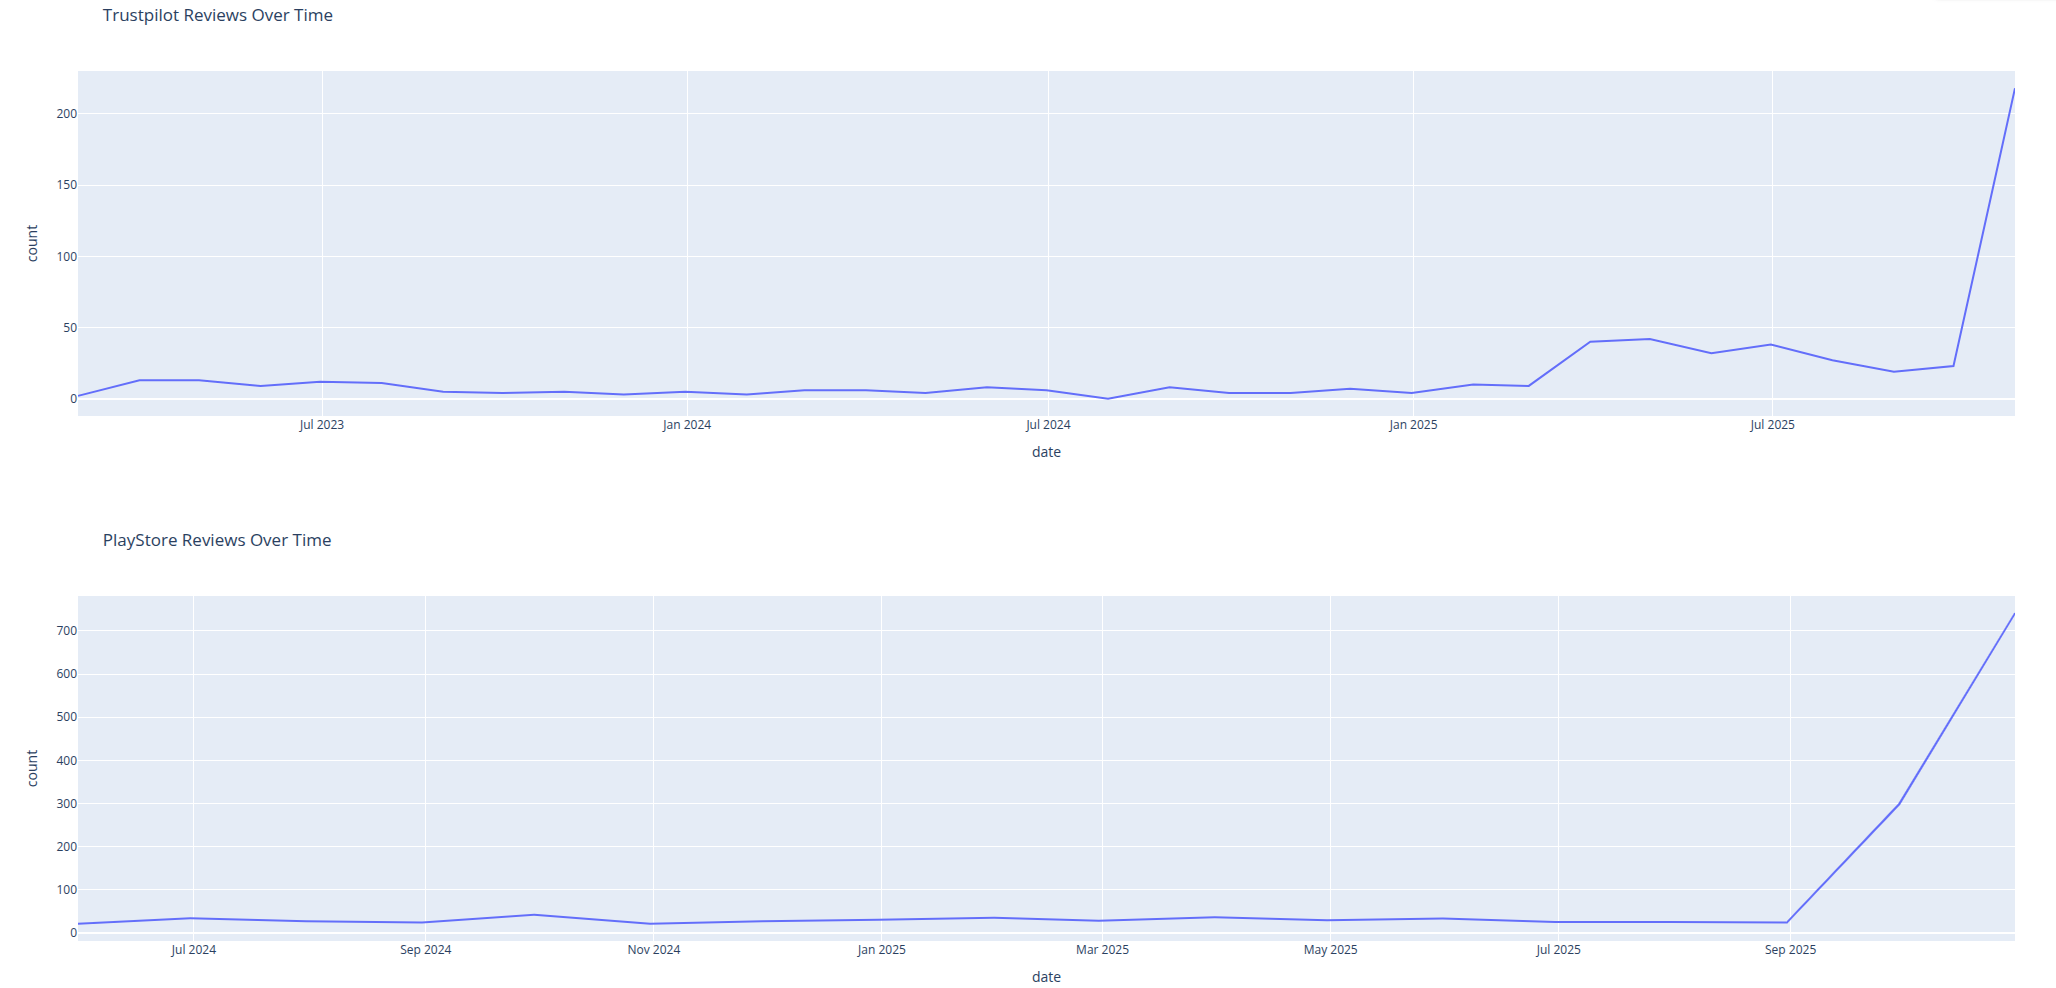 Trustpilot Reviews Over Time
200
150
100
50
0
count
Jul 2023
Jan 2024
Jul 2024
Jan 2025
Jul 2025
date
PlayStore Reviews Over Time
700
600
500
400
300
200
100
0
count
Jul 2024
Sep 2024
Nov 2024
Jan 2025
Mar 2025
May 2025
Jul 2025
Sep 2025
date